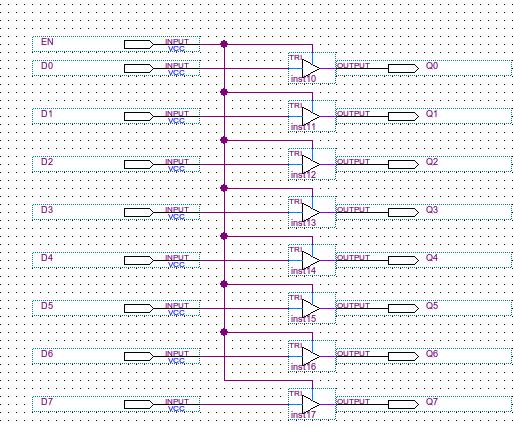 EN INPUT
VCC
TRI
D0 INPUT OUTPUT Q0
VCC
inst10
TRI
D1 INPUT OUTPUT Q1
VCC
inst11
TRI
D2 INPUT OUTPUT Q2
VCC
inst12
TRI
D3 INPUT OUTPUT Q3
VCC
inst13
TRI
D4 INPUT OUTPUT Q4
VCC
inst14
TRI
D5 INPUT OUTPUT Q5
VCC
inst15
TRI
D6 INPUT OUTPUT Q6
VCC
inst16
TRI
D7 INPUT OUTPUT Q7
VCC
inst17